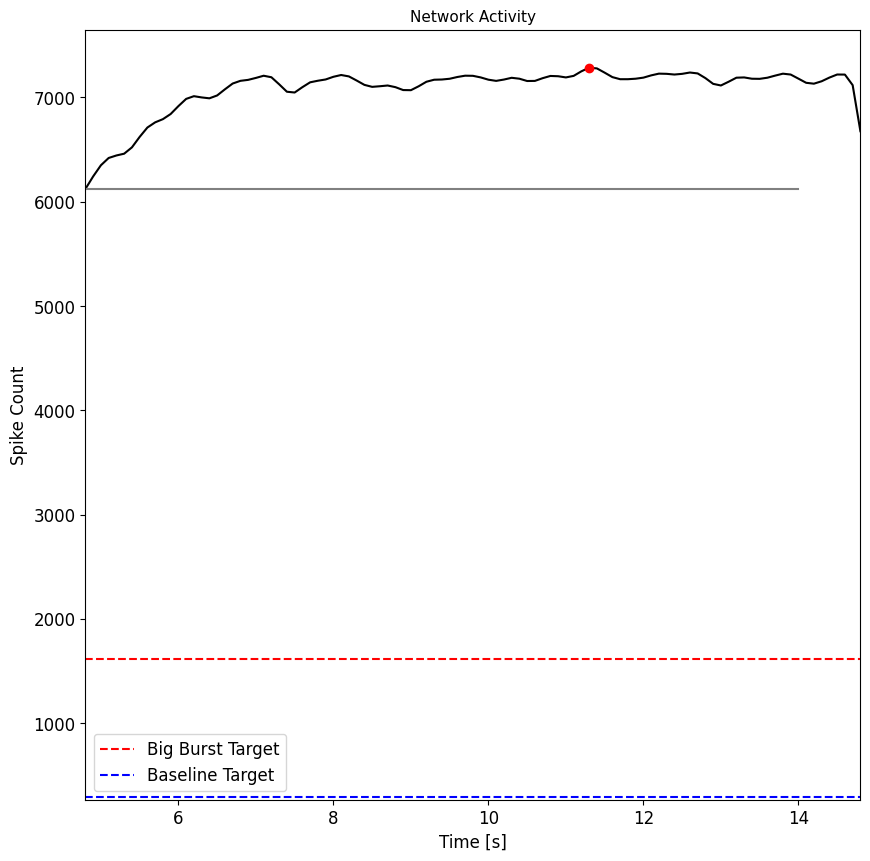 Network Activity
7000
6000
5000
4000
3000
2000
1000
Spike Count
Big Burst Target
Baseline Target
6 8 10 12 14
Time [s]